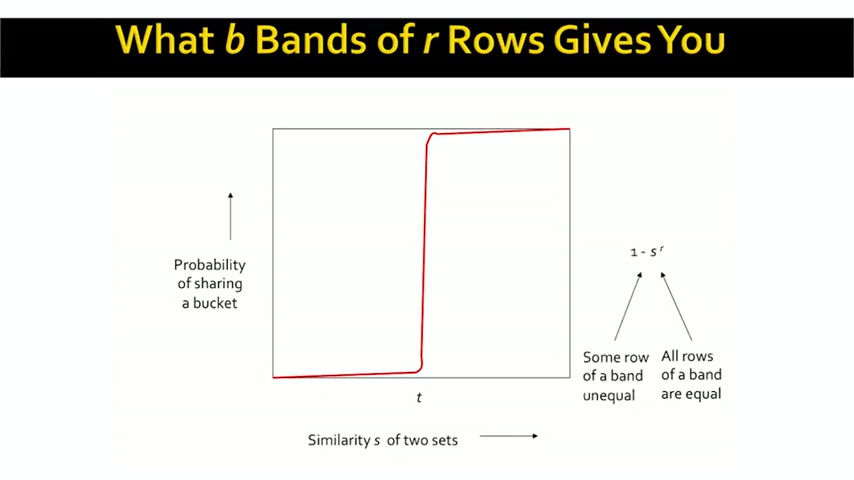 What b Bands of r Rows Gives You
Probability
of sharing
a bucket
1 - s^r
Some row
of a band
unequal
All rows
of a band
are equal
t
Similarity s of two sets